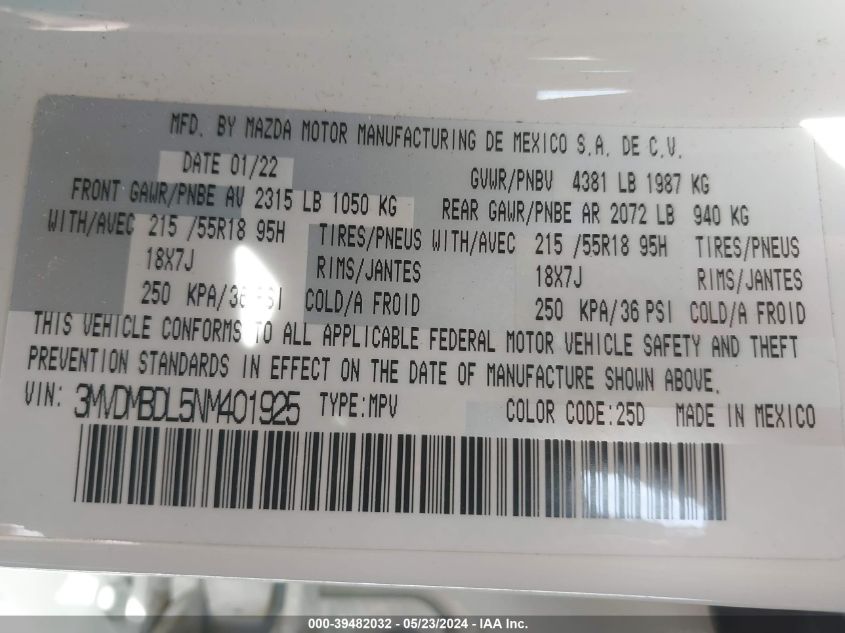 MFD. BY MAZDA MOTOR MANUFACTURING DE MEXICO S.A. DE C.V.
DATE 01/22 GVWR/PNBV 4381 LB 1987 KG
FRONT GAWR/PNBE AV 2315 LB 1050 KG REAR GAWR/PNBE AR 2072 LB 940 KG
WITH/AVEC 215 /55R18 95H TIRES/PNEUS WITH/AVEC 215 /55R18 95H TIRES/PNEUS
18X7J RIMS/JANTES 18X7J RIMS/JANTES
250 KPA/36 PSI COLD/A FROID 250 KPA/36 PSI COLD/A FROID
THIS VEHICLE CONFORMS TO ALL APPLICABLE FEDERAL MOTOR VEHICLE SAFETY AND THEFT
PREVENTION STANDARDS IN EFFECT ON THE DATE OF MANUFACTURE SHOWN ABOVE.
VIN: 3MVDMBDL5NM401925 TYPE:MPV COLOR CODE:25D MADE IN MEXICO
000-39482032 - 05/23/2024 - IAA Inc.